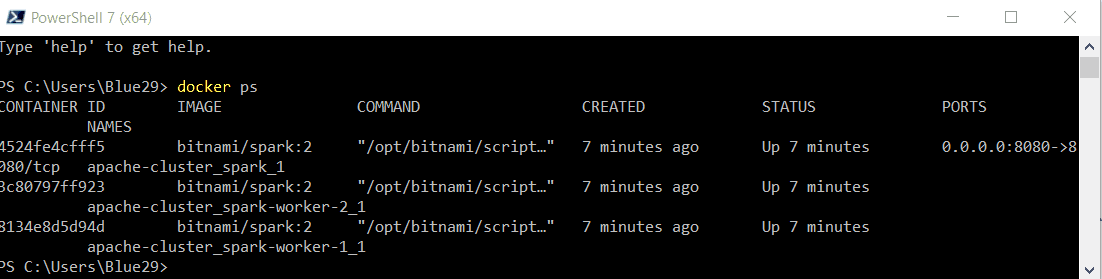 PowerShell 7 (x64)
Type 'help' to get help.
PS C:\Users\Blue29> docker ps
CONTAINER ID        IMAGE               COMMAND                  CREATED             STATUS              PORTS
          NAMES
4524fe4cfff5        bitnami/spark:2     "/opt/bitnami/script…"   7 minutes ago       Up 7 minutes        0.0.0.0:8080->8
080/tcp   apache-cluster_spark_1
3c80797ff923        bitnami/spark:2     "/opt/bitnami/script…"   7 minutes ago       Up 7 minutes
          apache-cluster_spark-worker-2_1
8134e8d5d94d        bitnami/spark:2     "/opt/bitnami/script…"   7 minutes ago       Up 7 minutes
          apache-cluster_spark-worker-1_1
PS C:\Users\Blue29>